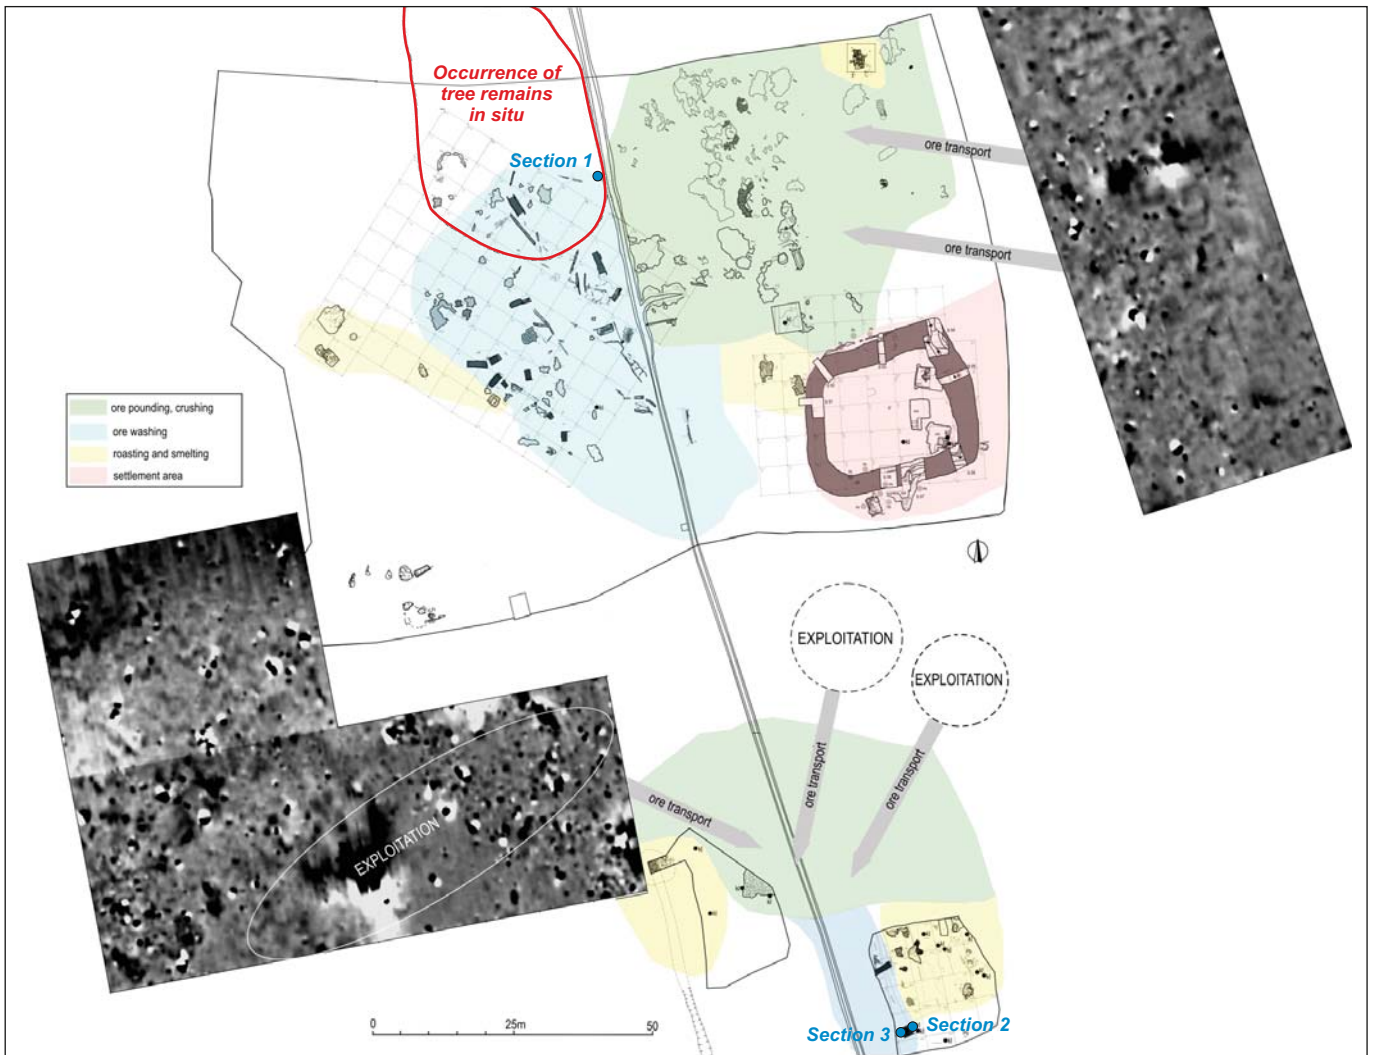 Occurrence of
tree remains
in situ
Section 1
ore transport
ore transport
ore pounding, crushing
ore washing
roasting and smelting
settlement area
EXPLOITATION
EXPLOITATION
ore transport
ore transport
ore transport
EXPLOITATION
0 25m 50
Section 3
Section 2